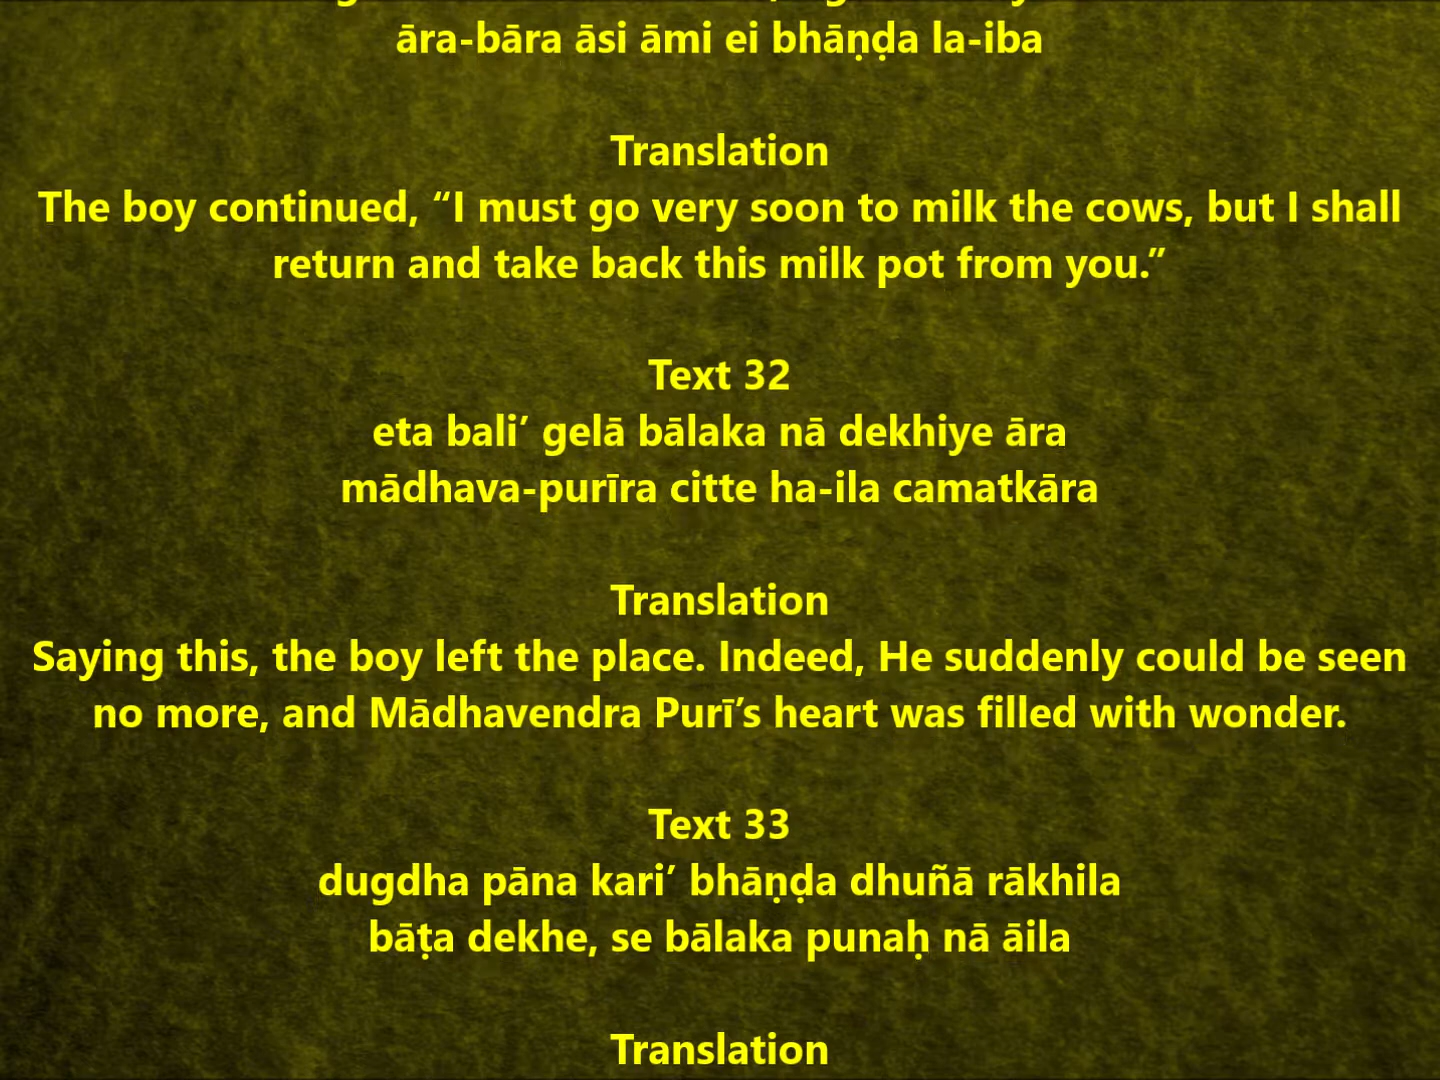 āra-bāra āsi āmi ei bhāṇḍa la-iba
Translation
The boy continued, “I must go very soon to milk the cows, but I shall
return and take back this milk pot from you.”
Text 32
eta bali’ gelā bālaka nā dekhiye āra
mādhava-purīra citte ha-ila camatkāra
Translation
Saying this, the boy left the place. Indeed, He suddenly could be seen
no more, and Mādhavendra Purī’s heart was filled with wonder.
Text 33
dugdha pāna kari’ bhāṇḍa dhuñā rākhila
bāṭa dekhe, se bālaka punaḥ nā āila
Translation